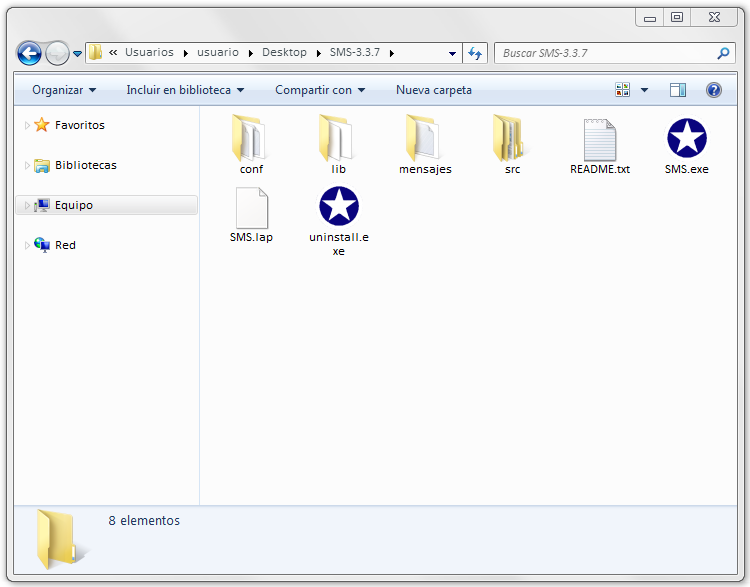 « Usuarios usuario Desktop SMS-3.3.7
Buscar SMS-3.3.7
Organizar Incluir en biblioteca Compartir con Nueva carpeta
Favoritos
Bibliotecas
Equipo
Red
conf lib mensajes src README.txt SMS.exe
SMS.lap uninstall.e
xe
8 elementos